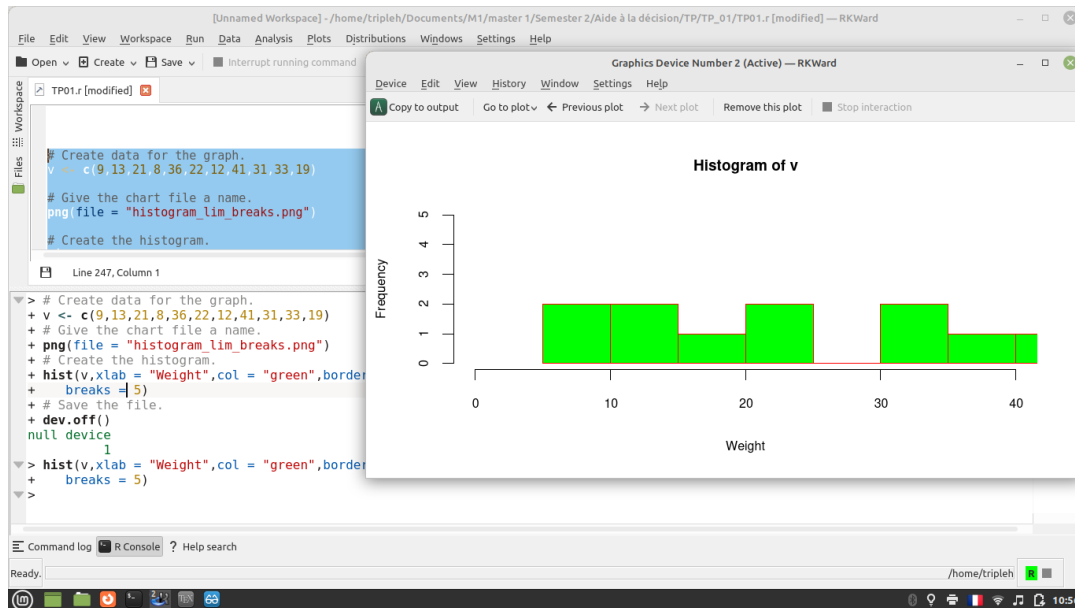 [Unnamed Workspace] - /home/tripleh/Documents/M1/master 1/Semester 2/Aide à la décision/TP/TP_01/TP01.r [modified] — RKWard
File Edit View Workspace Run Data Analysis Plots Distributions Windows Settings Help
Open Create Save Interrupt running command
TP01.r [modified]
Workspace
Files
# Create data for the graph.
v <- c(9,13,21,8,36,22,12,41,31,33,19)
# Give the chart file a name.
png(file = "histogram_lim_breaks.png")
# Create the histogram.
Line 247, Column 1
> # Create data for the graph.
+ v <- c(9,13,21,8,36,22,12,41,31,33,19)
+ # Give the chart file a name.
+ png(file = "histogram_lim_breaks.png")
+ # Create the histogram.
+ hist(v,xlab = "Weight",col = "green",border
+ breaks = 5)
+ # Save the file.
+ dev.off()
null device
1
> hist(v,xlab = "Weight",col = "green",border
+ breaks = 5)
>
Graphics Device Number 2 (Active) — RKWard
Device Edit View History Window Settings Help
Copy to output Go to plot Previous plot Next plot Remove this plot Stop interaction
Histogram of v
Frequency
5
4
3
2
1
0
0 10 20 30 40
Weight
Command log R Console ? Help search
Ready. /home/tripleh R
10:56